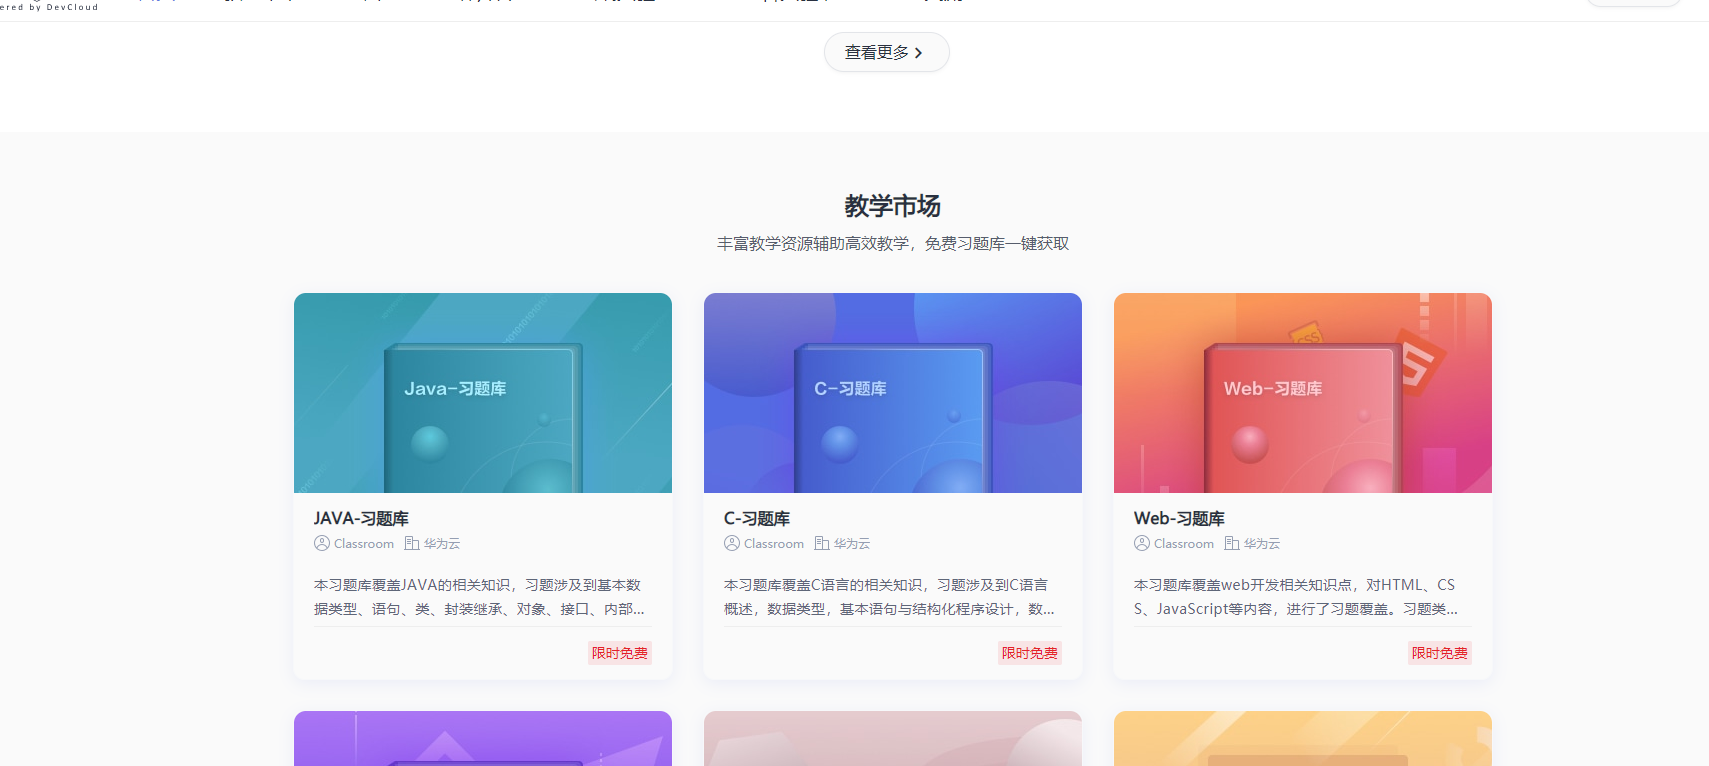 ered by DevCloud
查看更多
教学市场
丰富教学资源辅助高效教学，免费习题库一键获取
Java-习题库
C-习题库
CSS
Web-习题库
JAVA-习题库
Classroom 华为云
本习题库覆盖JAVA的相关知识，习题涉及到基本数
据类型、语句、类、封装继承、对象、接口、内部...
限时免费
C-习题库
Classroom 华为云
本习题库覆盖C语言的相关知识，习题涉及到C语言
概述，数据类型，基本语句与结构化程序设计，数...
限时免费
Web-习题库
Classroom 华为云
本习题库覆盖web开发相关知识点，对HTML、CS
S、JavaScript等内容，进行了习题覆盖。习题类...
限时免费